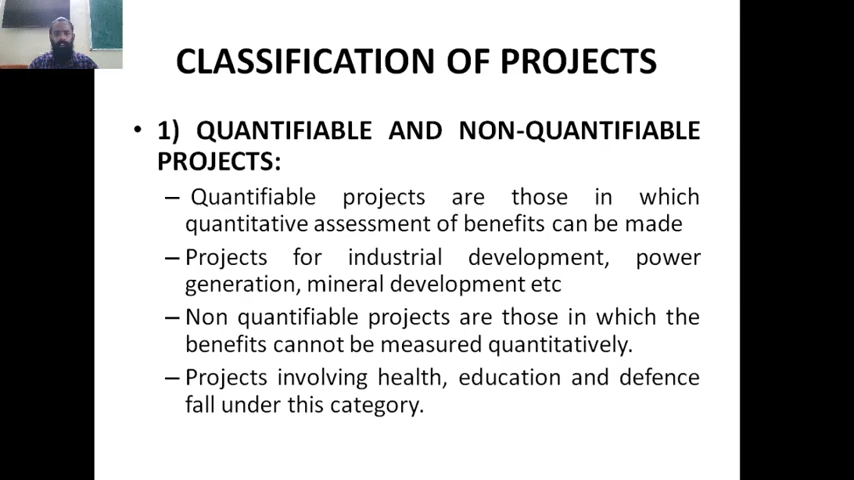 CLASSIFICATION OF PROJECTS
• 1) QUANTIFIABLE AND NON-QUANTIFIABLE
PROJECTS:
– Quantifiable projects are those in which
quantitative assessment of benefits can be made
– Projects for industrial development, power
generation, mineral development etc
– Non quantifiable projects are those in which the
benefits cannot be measured quantitatively.
– Projects involving health, education and defence
fall under this category.